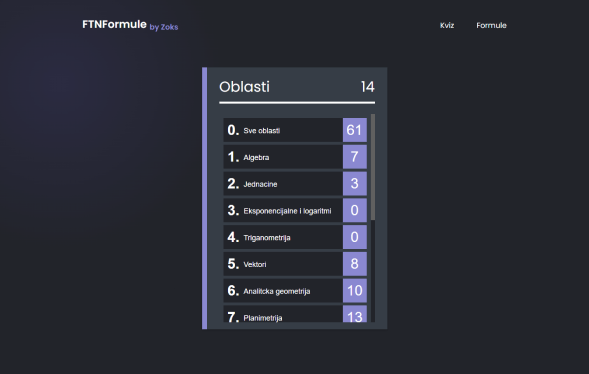 FTNFormule by Zoks
Kviz Formule
Oblasti 14
0. Sve oblasti 61
1. Algebra 7
2. Jednacine 3
3. Eksponencijalne i logaritmi 0
4. Triganometrija 0
5. Vektori 8
6. Analitcka geometrija 10
7. Planimetrija 13